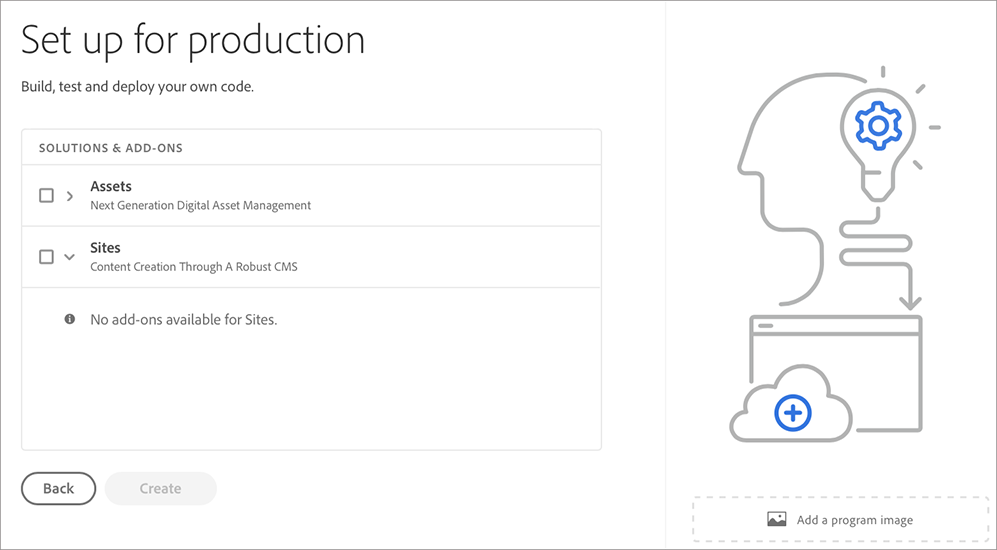 Set up for production
Build, test and deploy your own code.
SOLUTIONS & ADD-ONS
Assets
Next Generation Digital Asset Management
Sites
Content Creation Through A Robust CMS
No add-ons available for Sites.
Back
Create
Add a program image